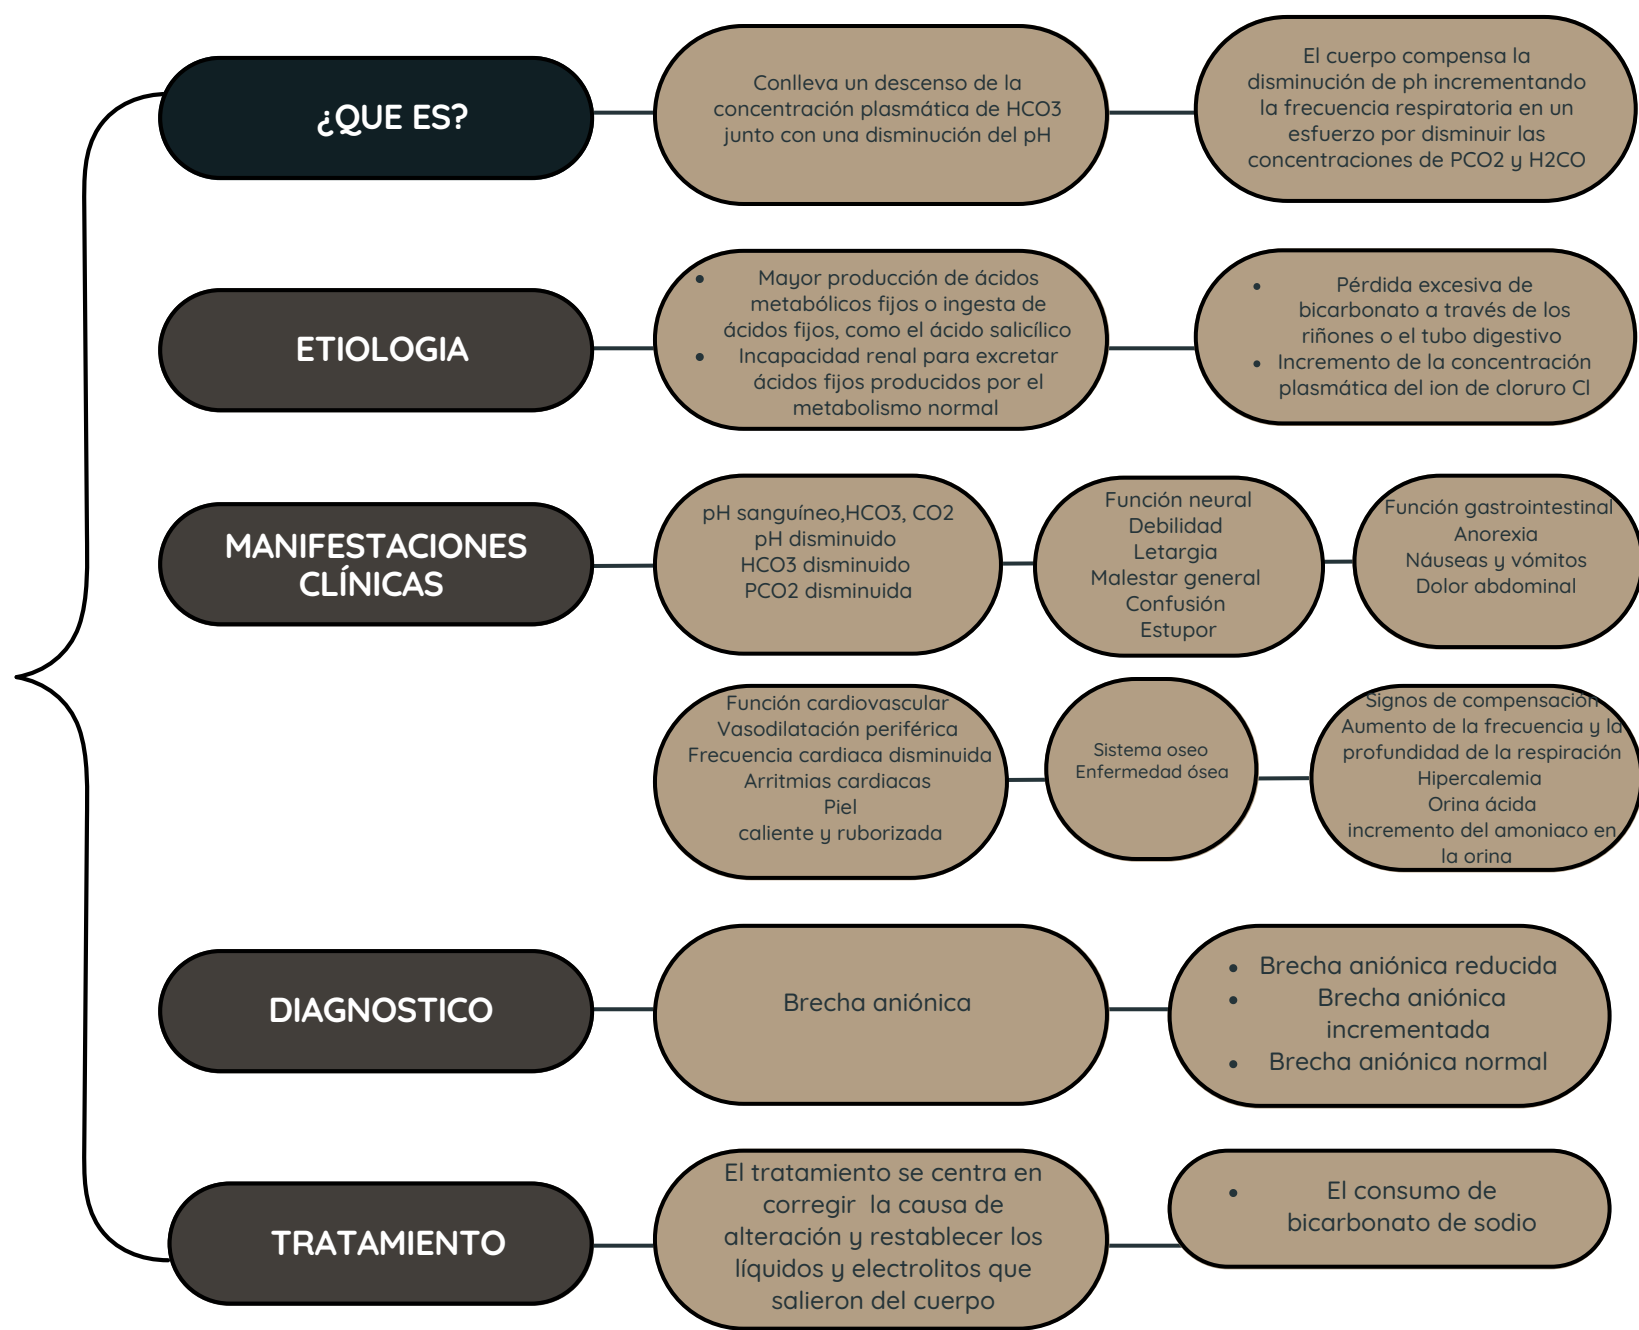 ¿QUE ES?
Conlleva un descenso de la
concentración plasmática de HCO3
junto con una disminución del pH
El cuerpo compensa la
disminución de ph incrementando
la frecuencia respiratoria en un
esfuerzo por disminuir las
concentraciones de PCO2 y H2CO
ETIOLOGIA
• Mayor producción de ácidos
metabólicos fijos o ingesta de
ácidos fijos, como el ácido salicílico
• Incapacidad renal para excretar
ácidos fijos producidos por el
metabolismo normal
• Pérdida excesiva de
bicarbonato a través de los
riñones o el tubo digestivo
• Incremento de la concentración
plasmática del ion de cloruro Cl
MANIFESTACIONES
CLÍNICAS
pH sanguíneo,HCO3, CO2
pH disminuido
HCO3 disminuido
PCO2 disminuida
Función neural
Debilidad
Letargia
Malestar general
Confusión
Estupor
Función gastrointestinal
Anorexia
Náuseas y vómitos
Dolor abdominal
Función cardiovascular
Vasodilatación periférica
Frecuencia cardiaca disminuida
Arritmias cardiacas
Piel
caliente y ruborizada
Sistema oseo
Enfermedad ósea
Signos de compensación
Aumento de la frecuencia y la
profundidad de la respiración
Hipercalemia
Orina ácida
incremento del amoniaco en
la orina
DIAGNOSTICO
Brecha aniónica
• Brecha aniónica reducida
• Brecha aniónica
incrementada
• Brecha aniónica normal
TRATAMIENTO
El tratamiento se centra en
corregir la causa de
alteración y restablecer los
líquidos y electrolitos que
salieron del cuerpo
• El consumo de
bicarbonato de sodio